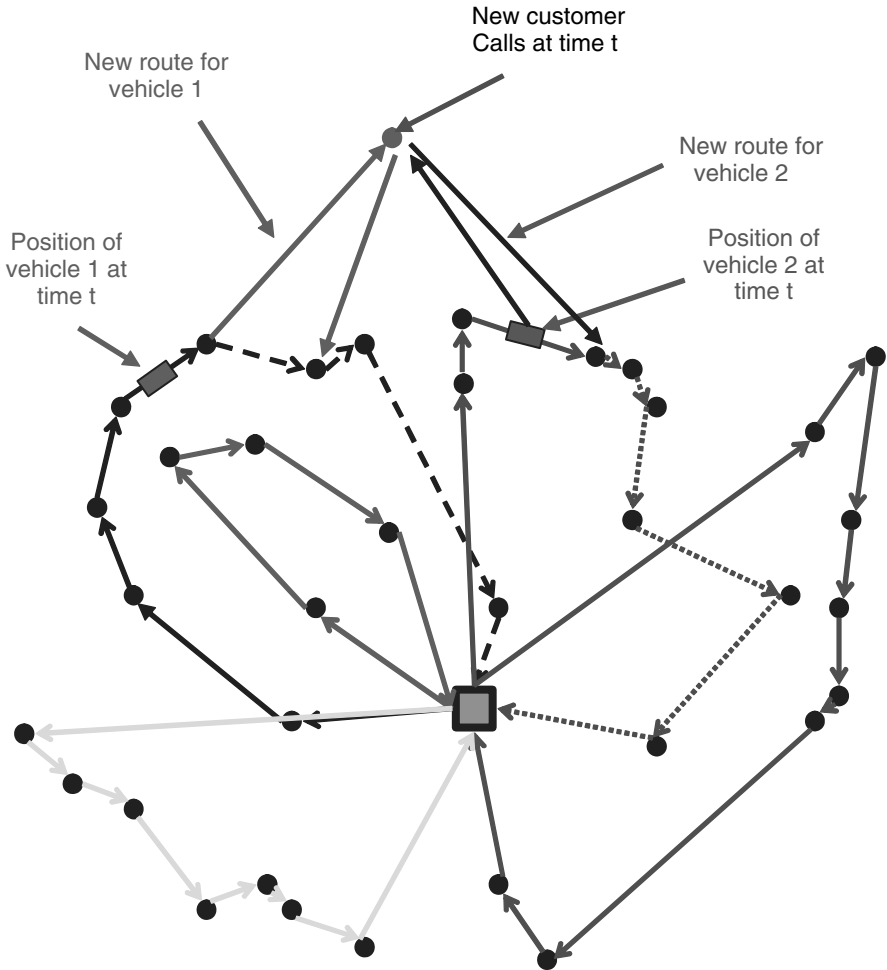 New customer
Calls at time t
New route for
vehicle 1
New route for
vehicle 2
Position of
vehicle 1 at
time t
Position of
vehicle 2 at
time t